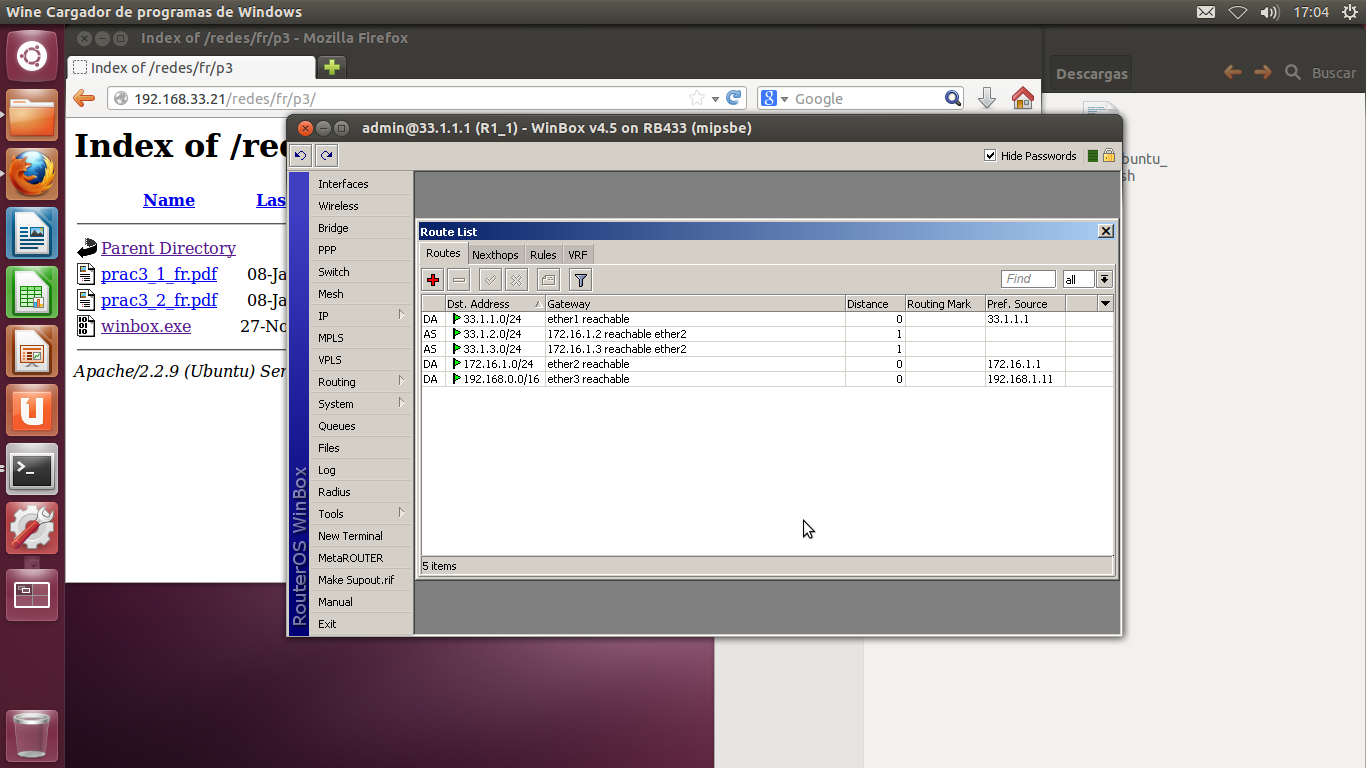 Wine Cargador de programas de Windows
17:04
Index of /redes/fr/p3 - Mozilla Firefox
Index of /redes/fr/p3
192.168.33.21/redes/fr/p3/
Google
Descargas
Buscar
Index of /re
Name
Las
Parent Directory
prac3_1_fr.pdf 08-Ja
prac3_2_fr.pdf 08-Ja
winbox.exe 27-No
Apache/2.2.9 (Ubuntu) Ser
buntu_
sh
admin@33.1.1.1 (R1_1) - WinBox v4.5 on RB433 (mipsbe)
Hide Passwords
RouterOS WinBox
Interfaces
Wireless
Bridge
PPP
Switch
Mesh
IP
MPLS
VPLS
Routing
System
Queues
Files
Log
Radius
Tools
New Terminal
MetaROUTER
Make Supout.rif
Manual
Exit
Route List
Routes Nexthops Rules VRF
Find all
Dst. Address Gateway Distance Routing Mark Pref. Source
DA 33.1.1.0/24 ether1 reachable 0 33.1.1.1
AS 33.1.2.0/24 172.16.1.2 reachable ether2 1
AS 33.1.3.0/24 172.16.1.3 reachable ether2 1
DA 172.16.1.0/24 ether2 reachable 0 172.16.1.1
DA 192.168.0.0/16 ether3 reachable 0 192.168.1.11
5 items